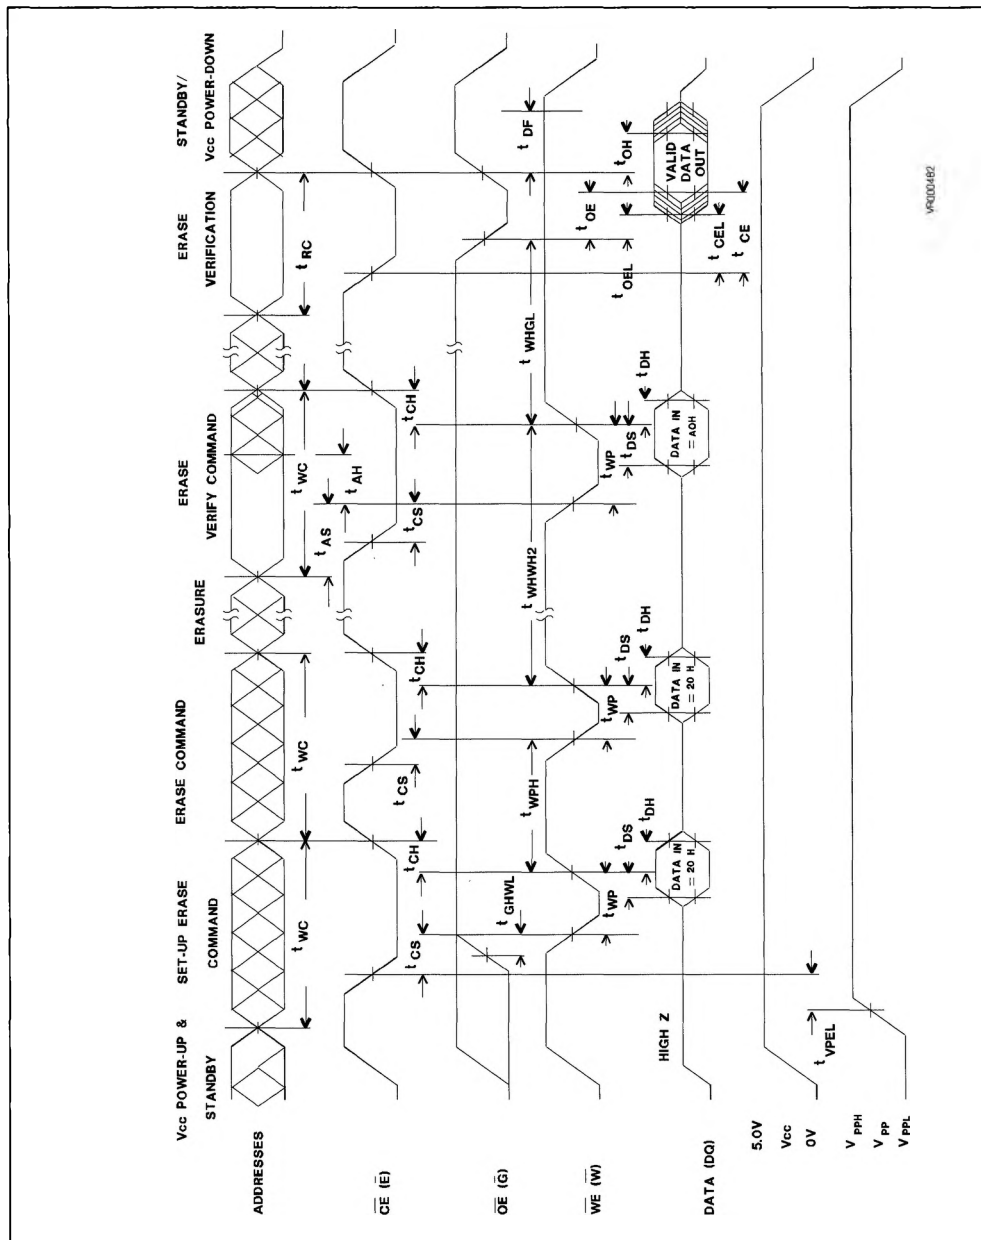 Vcc POWER-UP &
STANDBY
SET-UP ERASE
COMMAND
ERASE COMMAND
ERASURE
ERASE
VERIFY COMMAND
ERASE
VERIFICATION
STANDBY/
Vcc POWER-DOWN
ADDRESSES
t WC
t WC
t WC
t RC
t AS
t AH
CE (E)
t CS
t CH
t CS
t CH
t CS
t CH
OE (G)
t GHWL
t WPH
t WHWH2
t WHGL
t DF
WE (W)
t WP
t DS
t DH
t WP
t DS
t DH
t WP
t DS
t DH
t OEL
t OE
t OH
DATA (DQ)
HIGH Z
DATA IN
= 20 H
DATA IN
= 20 H
DATA IN
= AOH
VALID
DATA
OUT
t CEL
t CE
5.0V
Vcc
0V
t VPEL
V PPH
V PP
V PPL
VR000482